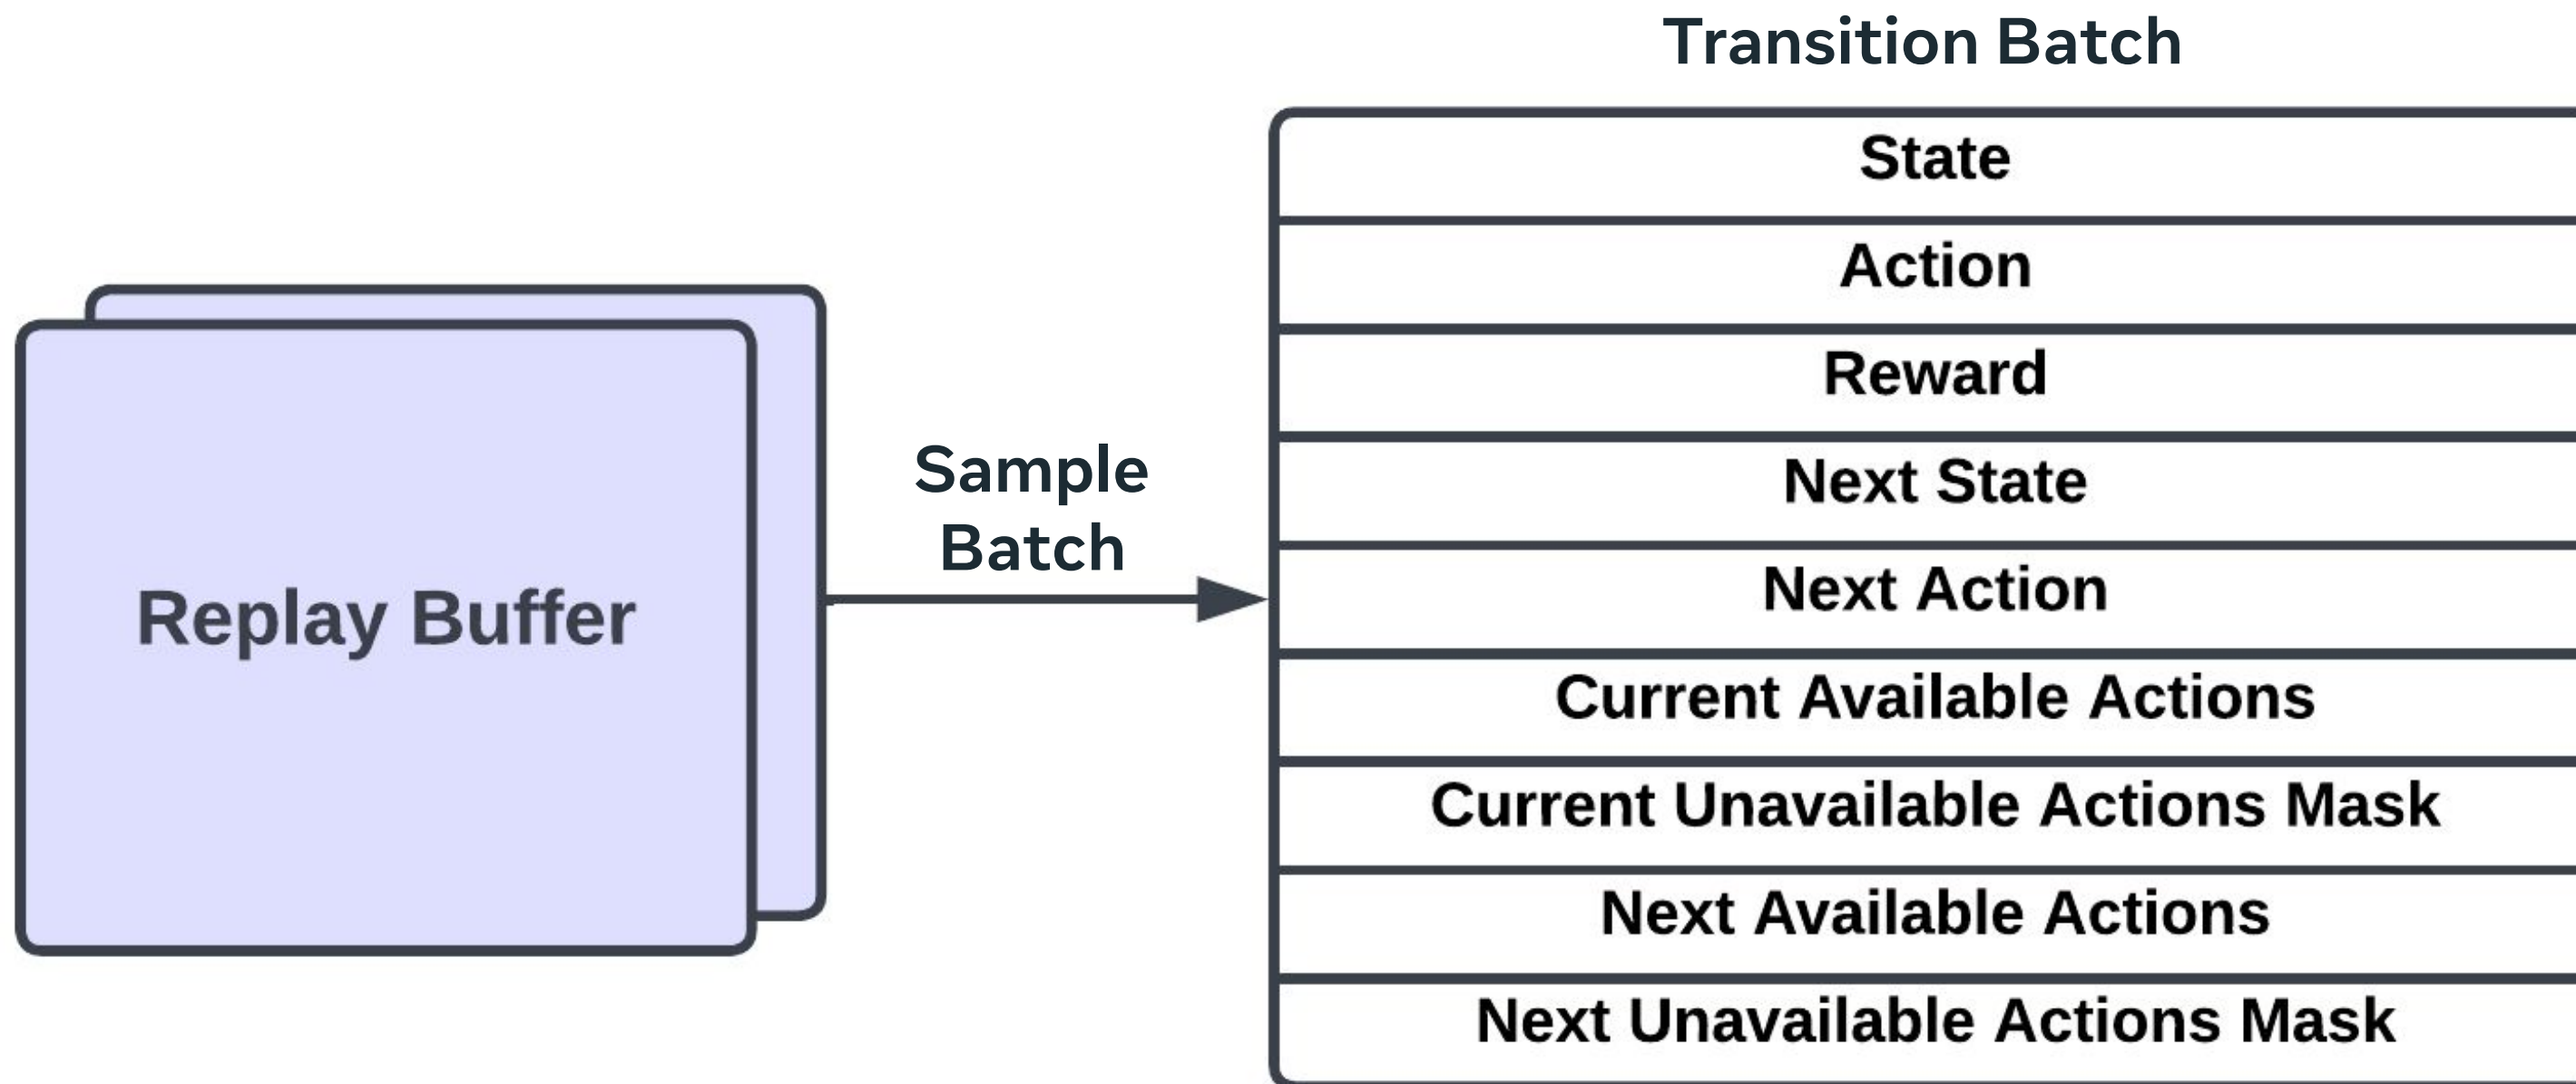 Transition Batch
State
Action
Reward
Next State
Next Action
Current Available Actions
Current Unavailable Actions Mask
Next Available Actions
Next Unavailable Actions Mask
Sample
Batch
Replay Buffer